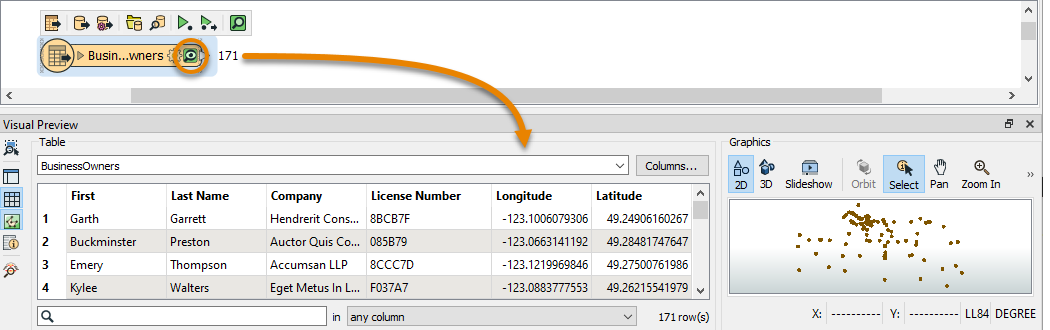 Busin...wners 171
Visual Preview
Table
BusinessOwners Columns...
First Last Name Company License Number Longitude Latitude
1 Garth Garrett Hendrerit Cons... 8BCB7F -123.1006079306 49.24906160267
2 Buckminster Preston Auctor Quis Co... 085B79 -123.0663141192 49.28481747647
3 Emery Thompson Accumsan LLP 8CCC7D -123.1219969846 49.27500761986
4 Kylee Walters Eget Metus In L... F037A7 -123.0883777553 49.26215541979
in any column 171 row(s)
Graphics
2D 3D Slideshow Orbit Select Pan Zoom In »
X: ---------- Y: ---------- LL84 DEGREE